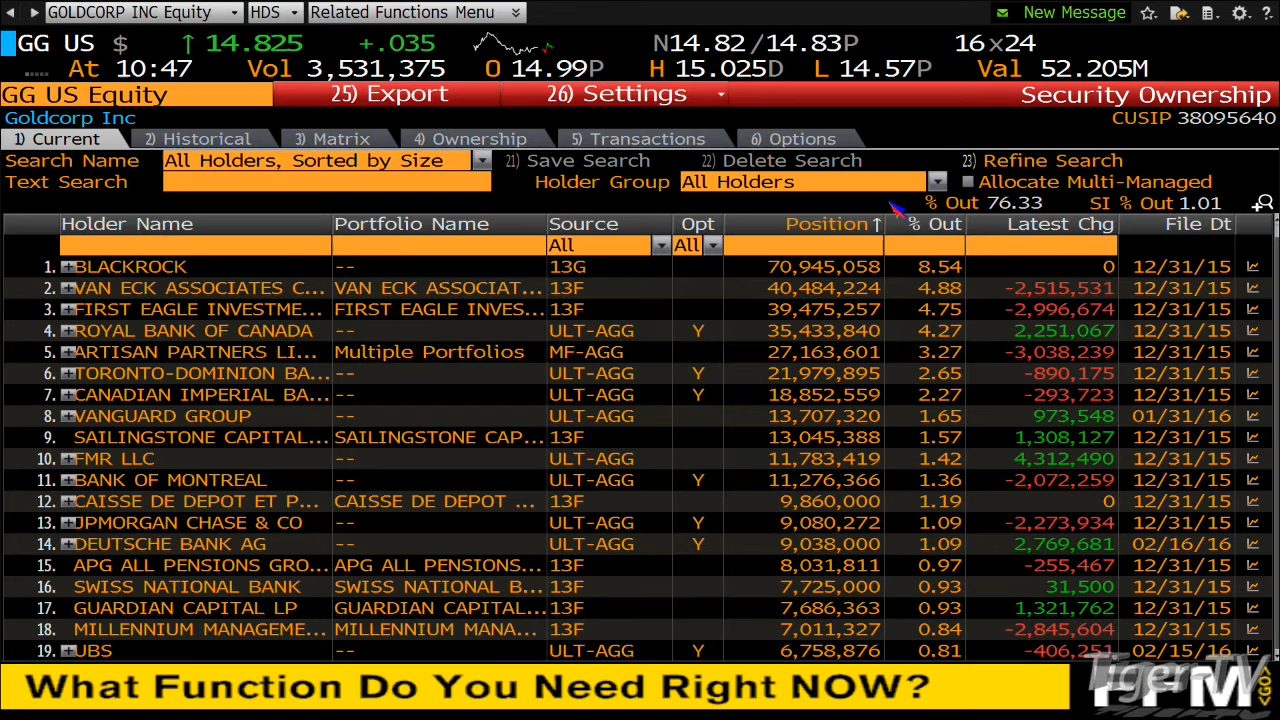 GOLDCORP INC Equity HDS Related Functions Menu New Message
GG US $ ↑ 14.825 +.035 N14.82/14.83P 16x24
At 10:47 Vol 3,531,375 O 14.99P H 15.025D L 14.57P Val 52.205M
GG US Equity 25) Export 26) Settings Security Ownership
Goldcorp Inc CUSIP 38095640
1) Current 2) Historical 3) Matrix 4) Ownership 5) Transactions 6) Options
Search Name All Holders, Sorted by Size 21) Save Search 22) Delete Search 23) Refine Search
Text Search Holder Group All Holders Allocate Multi-Managed
% Out 76.33 SI % Out 1.01
Holder Name Portfolio Name Source Opt Position↑ % Out Latest Chg File Dt
All All
1. BLACKROCK -- 13G 70,945,058 8.54 0 12/31/15
2. VAN ECK ASSOCIATES C... VAN ECK ASSOCIAT... 13F 40,484,224 4.88 -2,515,531 12/31/15
3. FIRST EAGLE INVESTME... FIRST EAGLE INVES... 13F 39,475,257 4.75 -2,996,674 12/31/15
4. ROYAL BANK OF CANADA -- ULT-AGG Y 35,433,840 4.27 2,251,067 12/31/15
5. ARTISAN PARTNERS LI... Multiple Portfolios MF-AGG 27,163,601 3.27 -3,038,239 12/31/15
6. TORONTO-DOMINION BA... -- ULT-AGG Y 21,979,895 2.65 -890,175 12/31/15
7. CANADIAN IMPERIAL BA... -- ULT-AGG Y 18,852,559 2.27 -293,723 12/31/15
8. VANGUARD GROUP -- ULT-AGG 13,707,320 1.65 973,548 01/31/16
9. SAILINGSTONE CAPITAL... SAILINGSTONE CAP... 13F 13,045,388 1.57 1,308,127 12/31/15
10. FMR LLC -- ULT-AGG 11,783,419 1.42 4,312,490 12/31/15
11. BANK OF MONTREAL -- ULT-AGG Y 11,276,366 1.36 -2,072,259 12/31/15
12. CAISSE DE DEPOT ET P... CAISSE DE DEPOT ... 13F 9,860,000 1.19 0 12/31/15
13. JPMORGAN CHASE & CO -- ULT-AGG Y 9,080,272 1.09 -2,273,934 12/31/15
14. DEUTSCHE BANK AG -- ULT-AGG Y 9,038,000 1.09 2,769,681 02/16/16
15. APG ALL PENSIONS GRO... APG ALL PENSIONS... 13F 8,031,811 0.97 -255,467 12/31/15
16. SWISS NATIONAL BANK SWISS NATIONAL B... 13F 7,725,000 0.93 31,500 12/31/15
17. GUARDIAN CAPITAL LP GUARDIAN CAPITAL... 13F 7,686,363 0.93 1,321,762 12/31/15
18. MILLENNIUM MANAGEME... MILLENNIUM MANA... 13F 7,011,327 0.84 -2,845,604 12/31/15
19. UBS -- ULT-AGG Y 6,758,876 0.81 -406,251 02/15/16
What Function Do You Need Right NOW?
Tiger-TV
<GO>